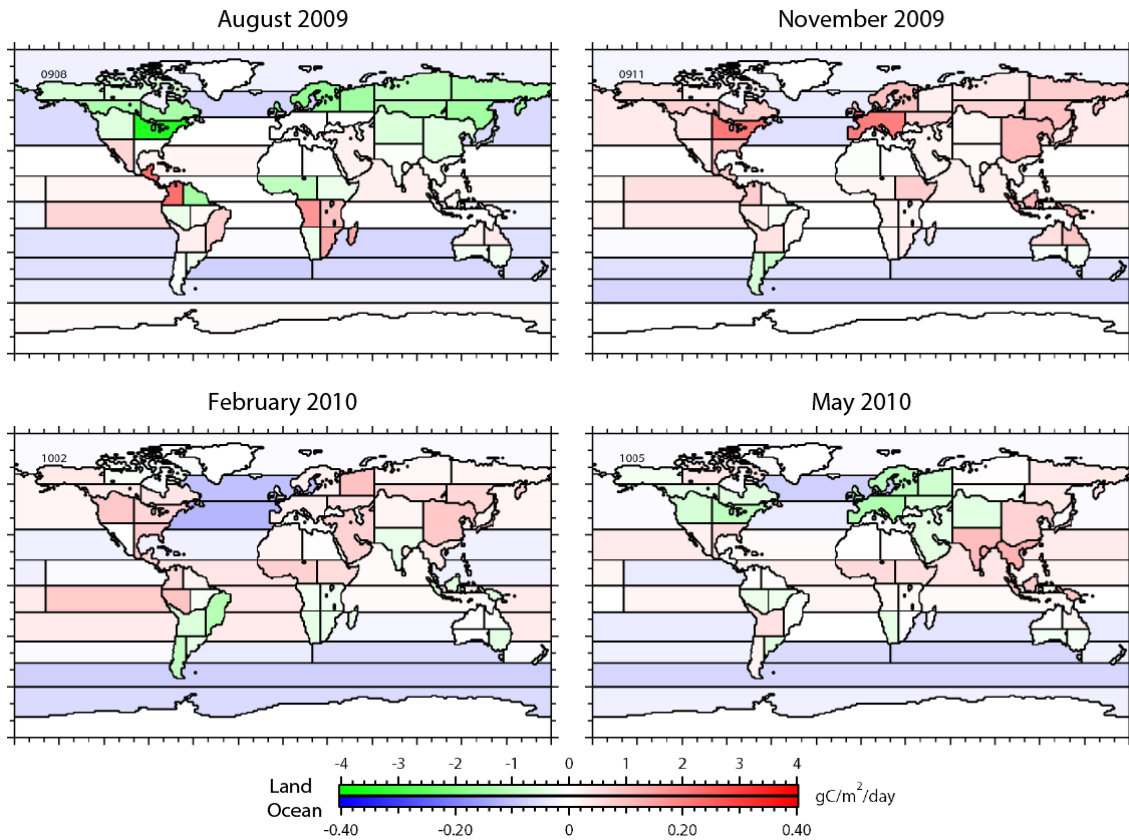 August 2009
November 2009
0908
0911
February 2010
May 2010
1002
1005
-4 -3 -2 -1 0 1 2 3 4
Land
Ocean
gC/m²/day
-0.40 -0.20 0 0.20 0.40